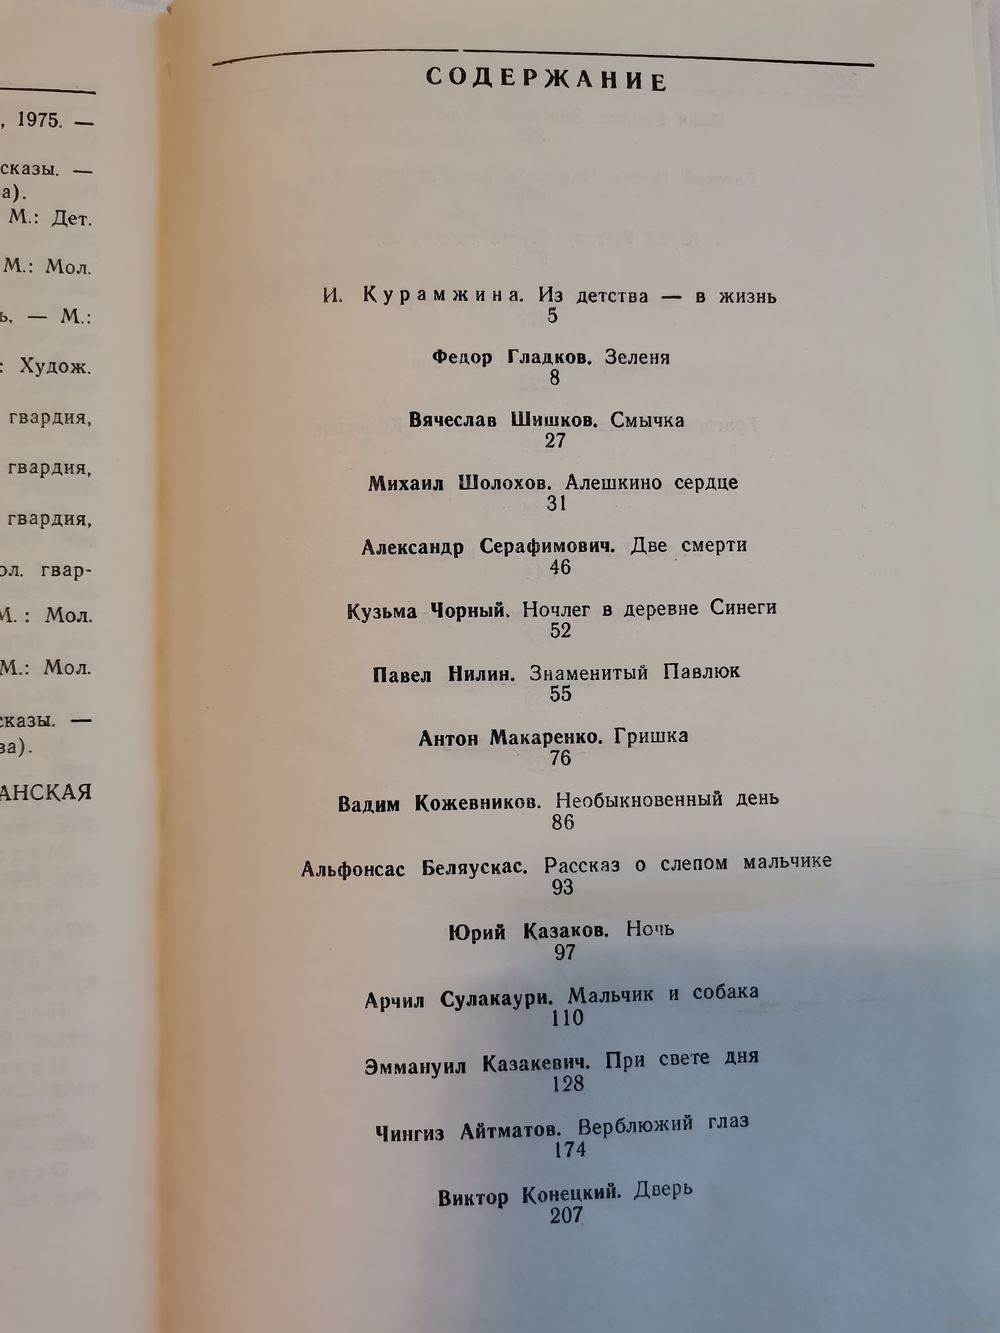 , 1975. —
сказы. —
а).
М.: Дет.
М.: Мол.
ь. — М.:
: Худож.
гвардия,
гвардия,
гвардия,
ол. гвар-
М.: Мол.
М.: Мол.
сказы. —
ва).
АНСКАЯ
СОДЕРЖАНИЕ
И. Курамжина. Из детства — в жизнь
5
Федор Гладков. Зеленя
8
Вячеслав Шишков. Смычка
27
Михаил Шолохов. Алешкино сердце
31
Александр Серафимович. Две смерти
46
Кузьма Чорный. Ночлег в деревне Синеги
52
Павел Нилин. Знаменитый Павлюк
55
Антон Макаренко. Гришка
76
Вадим Кожевников. Необыкновенный день
86
Альфонсас Беляускас. Рассказ о слепом мальчике
93
Юрий Казаков. Ночь
97
Арчил Сулакаури. Мальчик и собака
110
Эммануил Казакевич. При свете дня
128
Чингиз Айтматов. Верблюжий глаз
174
Виктор Конецкий. Дверь
207